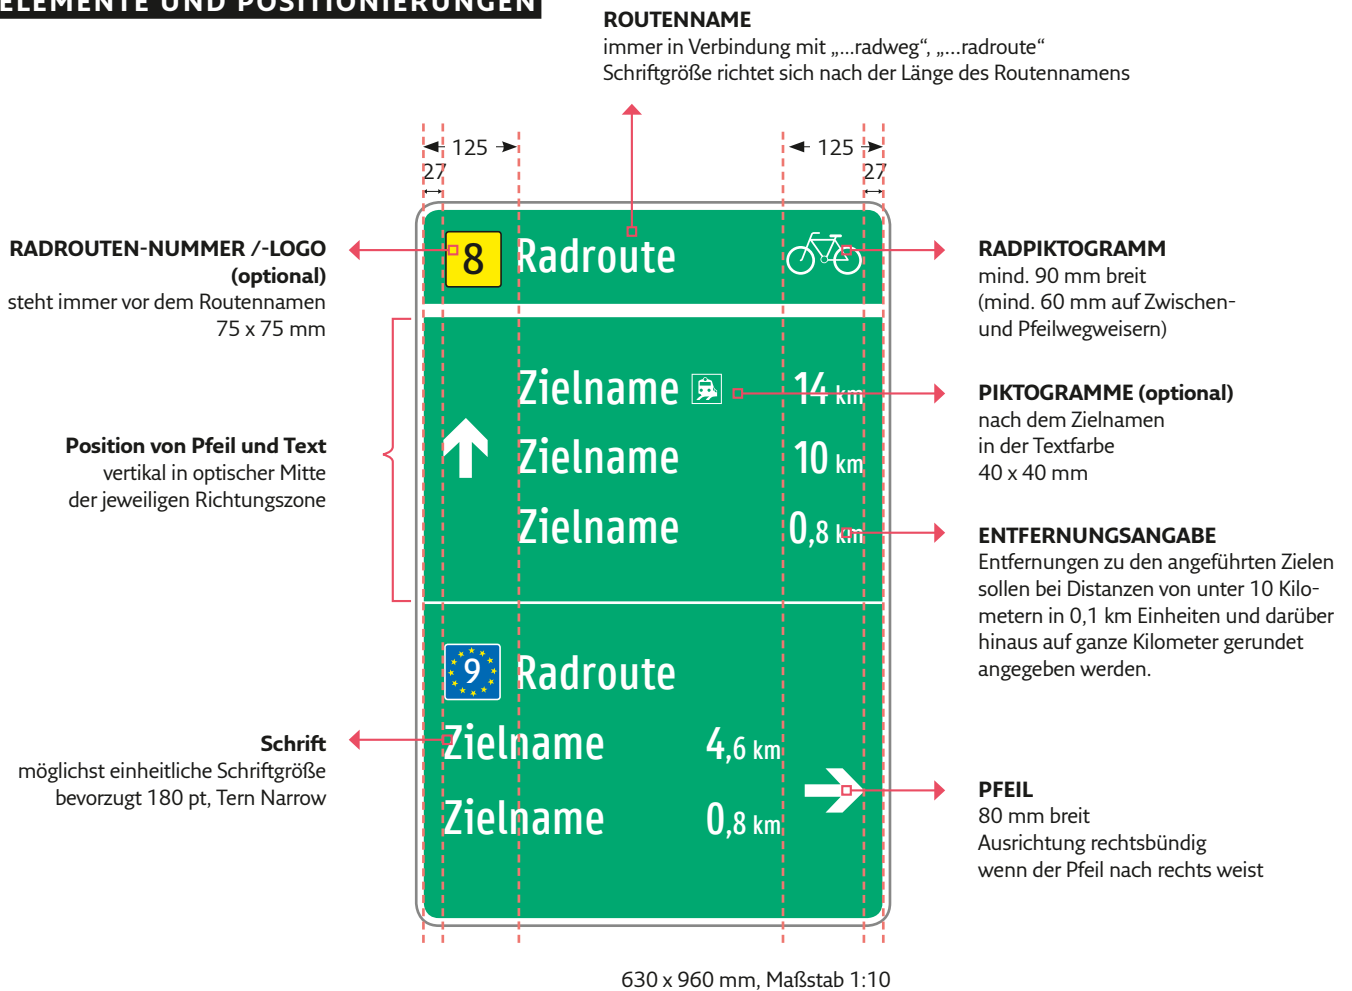 ELEMENTE UND POSITIONIERUNGEN
ROUTENNAME
immer in Verbindung mit „...radweg“, „...radroute“
Schriftgröße richtet sich nach der Länge des Routennamens
125
125
27
27
RADROUTEN-NUMMER /-LOGO
(optional)
steht immer vor dem Routennamen
75 x 75 mm
8 Radroute
RADPIKTOGRAMM
mind. 90 mm breit
(mind. 60 mm auf Zwischen-
und Pfeilwegweisern)
Zielname 14 km
Zielname 10 km
Zielname 0,8 km
PIKTOGRAMME (optional)
nach dem Zielnamen
in der Textfarbe
40 x 40 mm
Position von Pfeil und Text
vertikal in optischer Mitte
der jeweiligen Richtungszone
ENTFERNUNGSANGABE
Entfernungen zu den angeführten Zielen
sollen bei Distanzen von unter 10 Kilo-
metern in 0,1 km Einheiten und darüber
hinaus auf ganze Kilometer gerundet
angegeben werden.
9 Radroute
Zielname 4,6 km
Zielname 0,8 km
Schrift
möglichst einheitliche Schriftgröße
bevorzugt 180 pt, Tern Narrow
PFEIL
80 mm breit
Ausrichtung rechtsbündig
wenn der Pfeil nach rechts weist
630 x 960 mm, Maßstab 1:10